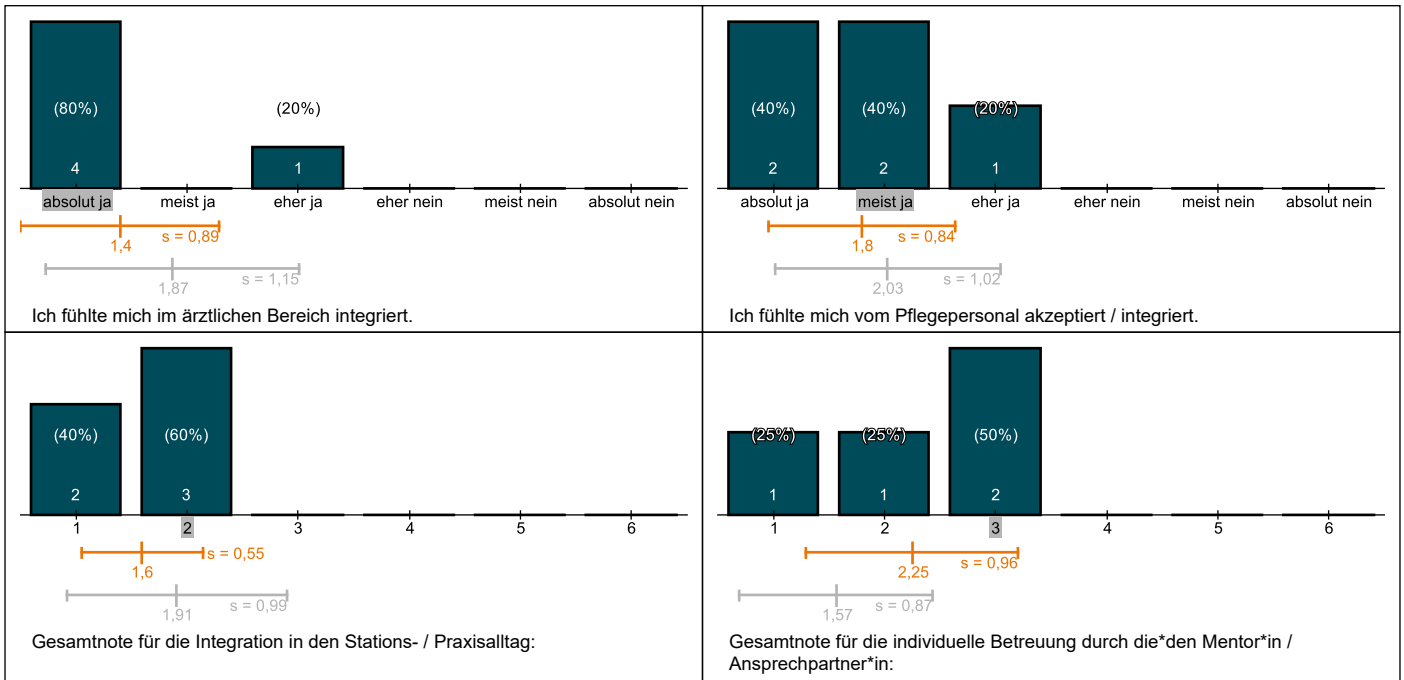 (80%)
(20%)
4
1
absolut ja meist ja eher ja eher nein meist nein absolut nein
s = 0,89
1,4
s = 1,15
1,87
Ich fühlte mich im ärztlichen Bereich integriert.
(40%) (40%) (20%)
2 2 1
absolut ja meist ja eher ja eher nein meist nein absolut nein
s = 0,84
1,8
s = 1,02
2,03
Ich fühlte mich vom Pflegepersonal akzeptiert / integriert.
(40%) (60%)
2 3
1 2 3 4 5 6
s = 0,55
1,6
s = 0,99
1,91
Gesamtnote für die Integration in den Stations- / Praxisalltag:
(25%) (25%) (50%)
1 1 2
1 2 3 4 5 6
s = 0,96
2,25
s = 0,87
1,57
Gesamtnote für die individuelle Betreuung durch die*den Mentor*in /
Ansprechpartner*in: